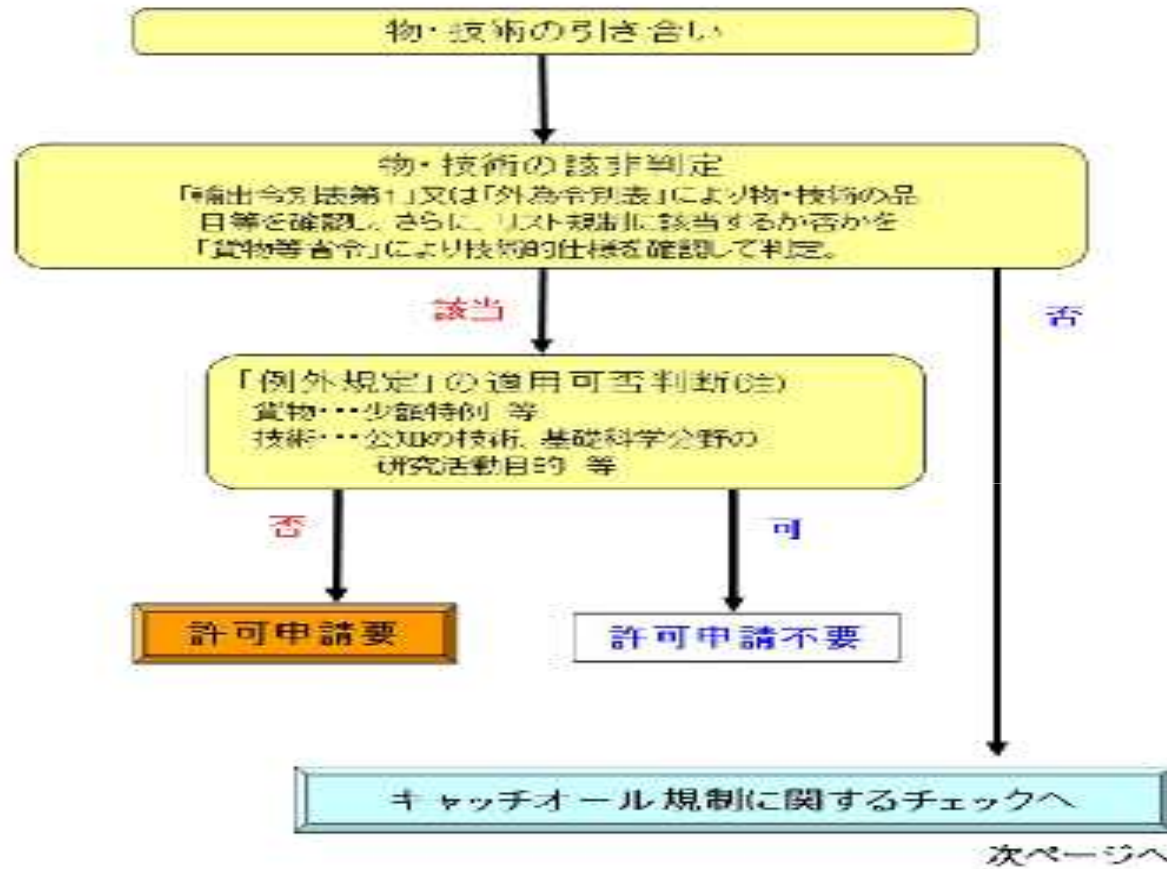 物・技術の引き合い
物・技術の該非判定
「輸出令別表第1」又は「外為令別表」により物・技術の品
目等を確認し、さらに、リスト規制に該当するか否かを
「貨物等省令」により技術的仕様を確認して判定。
該当
否
「例外規定」の適用可否判断(注)
貨物・・・少額特例 等
技術・・・公知の技術、基礎科学分野の
研究活動目的 等
否
可
許可申請要
許可申請不要
キャッチオール規制に関するチェックへ
次ページへ